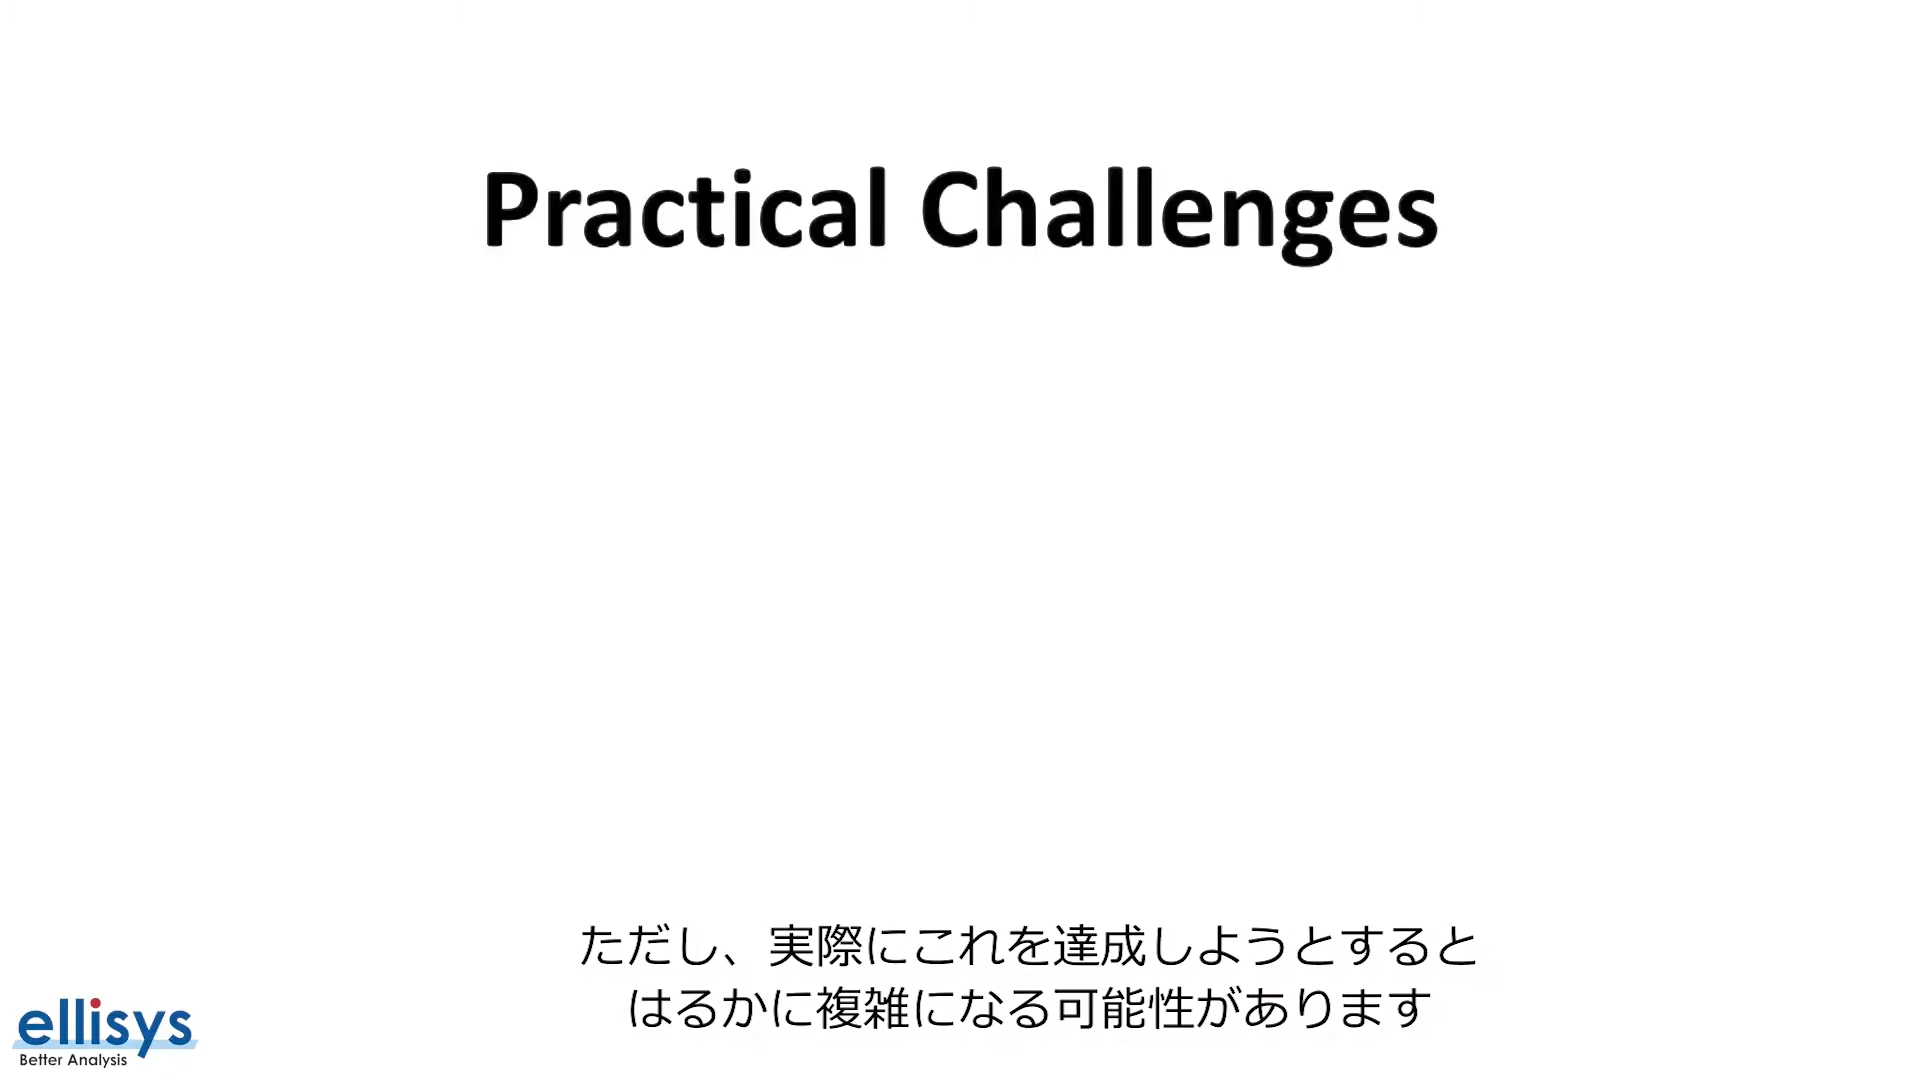 Practical Challenges
ただし、実際にこれを達成しようとすると
はるかに複雑になる可能性があります
ellisys
Better Analysis